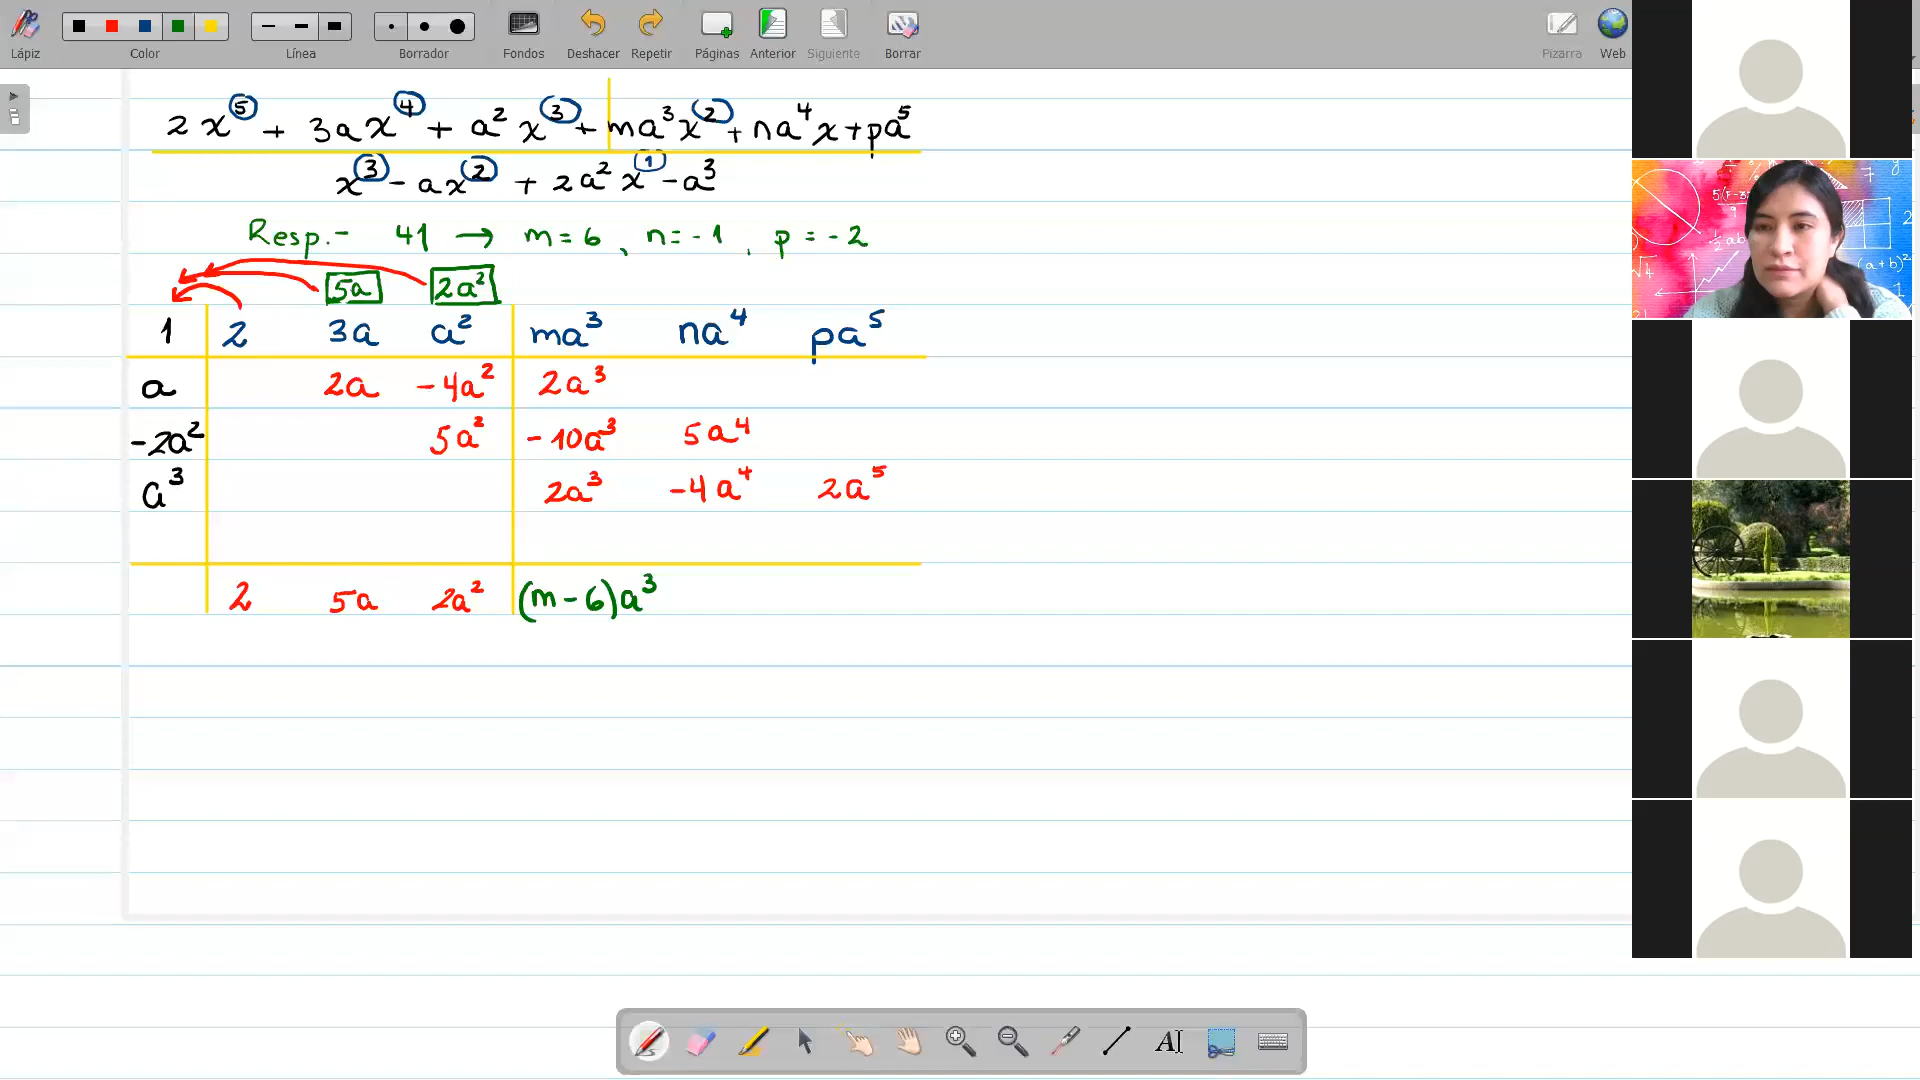 Lápiz Color Línea Borrador Fondos Deshacer Repetir Páginas Anterior Siguiente Borrar Pizarra Web
2x⁵ + 3ax⁴ + a²x³ + ma³x² + na⁴x + pa⁵
x³ - ax² + 2a²x¹ - a³
Resp.- 41 → m = 6 , n = -1 , p = -2
5a 2a²
1 2 3a a² ma³ na⁴ pa⁵
a 2a -4a² 2a³
-2a² 5a² -10a³ 5a⁴
a³ 2a³ -4a⁴ 2a⁵
2 5a 2a² (m - 6)a³